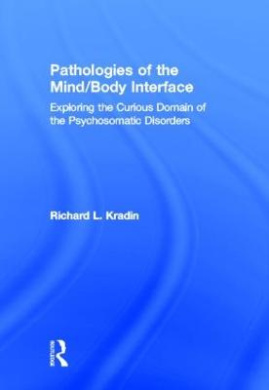 Pathologies of the
Mind/Body Interface
Exploring the Curious Domain of
the Psychosomatic Disorders
Richard L. Kradin
ROUTLEDGE